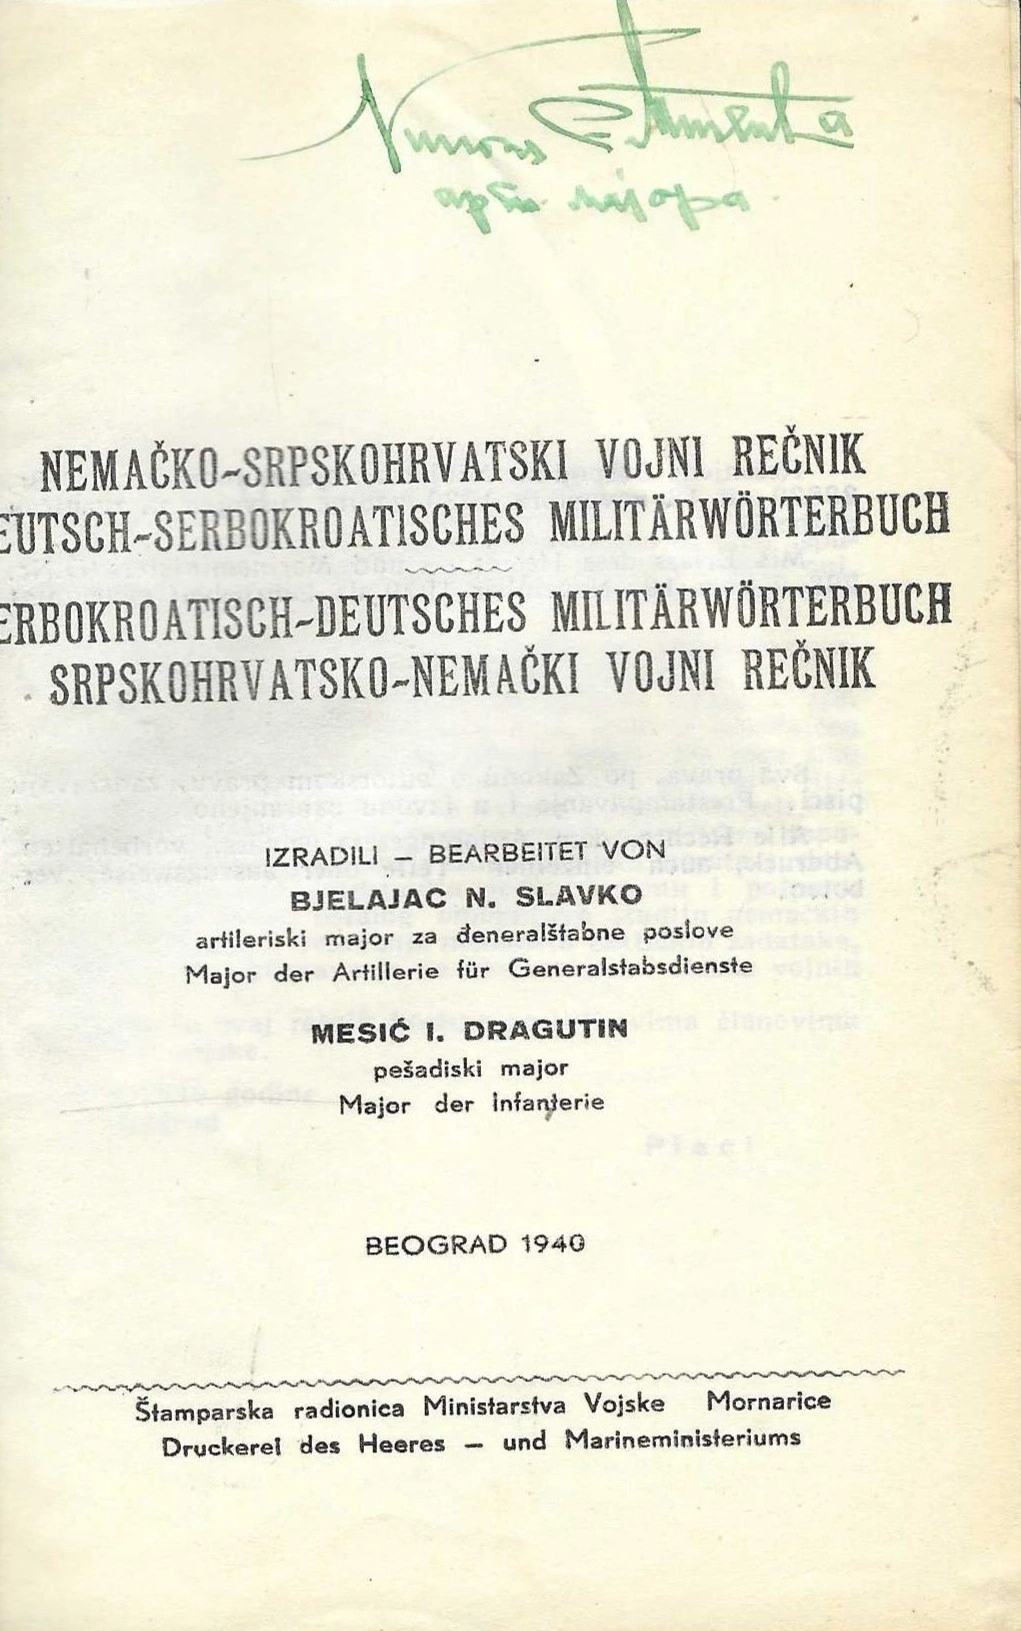 NEMAČKO-SRPSKOHRVATSKI VOJNI REČNIK
EUTSCH-SERBOKROATISCHES MILITÄRWÖRTERBUCH
ERBOKROATISCH-DEUTSCHES MILITÄRWÖRTERBUCH
SRPSKOHRVATSKO-NEMAČKI VOJNI REČNIK
IZRADILI – BEARBEITET VON
BJELAJAC N. SLAVKO
artileriski major za đeneralštabne poslove
Major der Artillerie für Generalstabsdienste
MESIĆ I. DRAGUTIN
pešadiski major
Major der Infanterie
BEOGRAD 1940
Štamparska radionica Ministarstva Vojske Mornarice
Druckerei des Heeres – und Marineministeriums